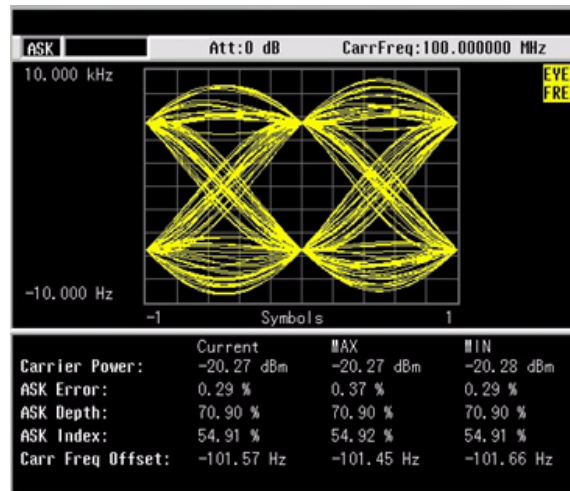 ASK Att:0 dB CarrFreq:100.000000 MHz
10.000 kHz
EYE
FRE
-10.000 Hz
-1 Symbols 1
Current MAX MIN
Carrier Power: -20.27 dBm -20.27 dBm -20.28 dBm
ASK Error: 0.29 % 0.37 % 0.29 %
ASK Depth: 70.90 % 70.90 % 70.90 %
ASK Index: 54.91 % 54.92 % 54.91 %
Carr Freq Offset: -101.57 Hz -101.45 Hz -101.66 Hz